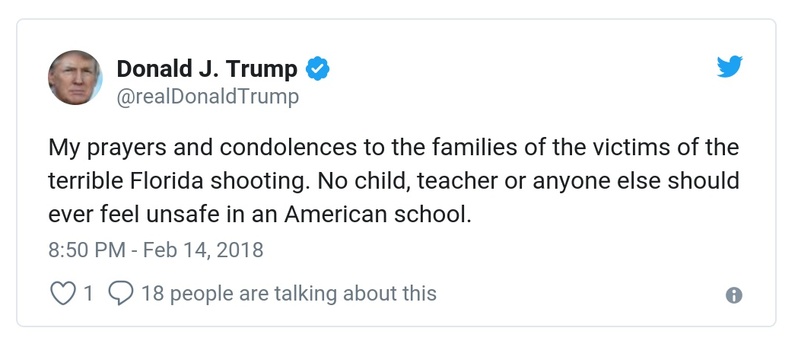 Donald J. Trump
@realDonaldTrump
My prayers and condolences to the families of the victims of the
terrible Florida shooting. No child, teacher or anyone else should
ever feel unsafe in an American school.
8:50 PM - Feb 14, 2018
1 18 people are talking about this